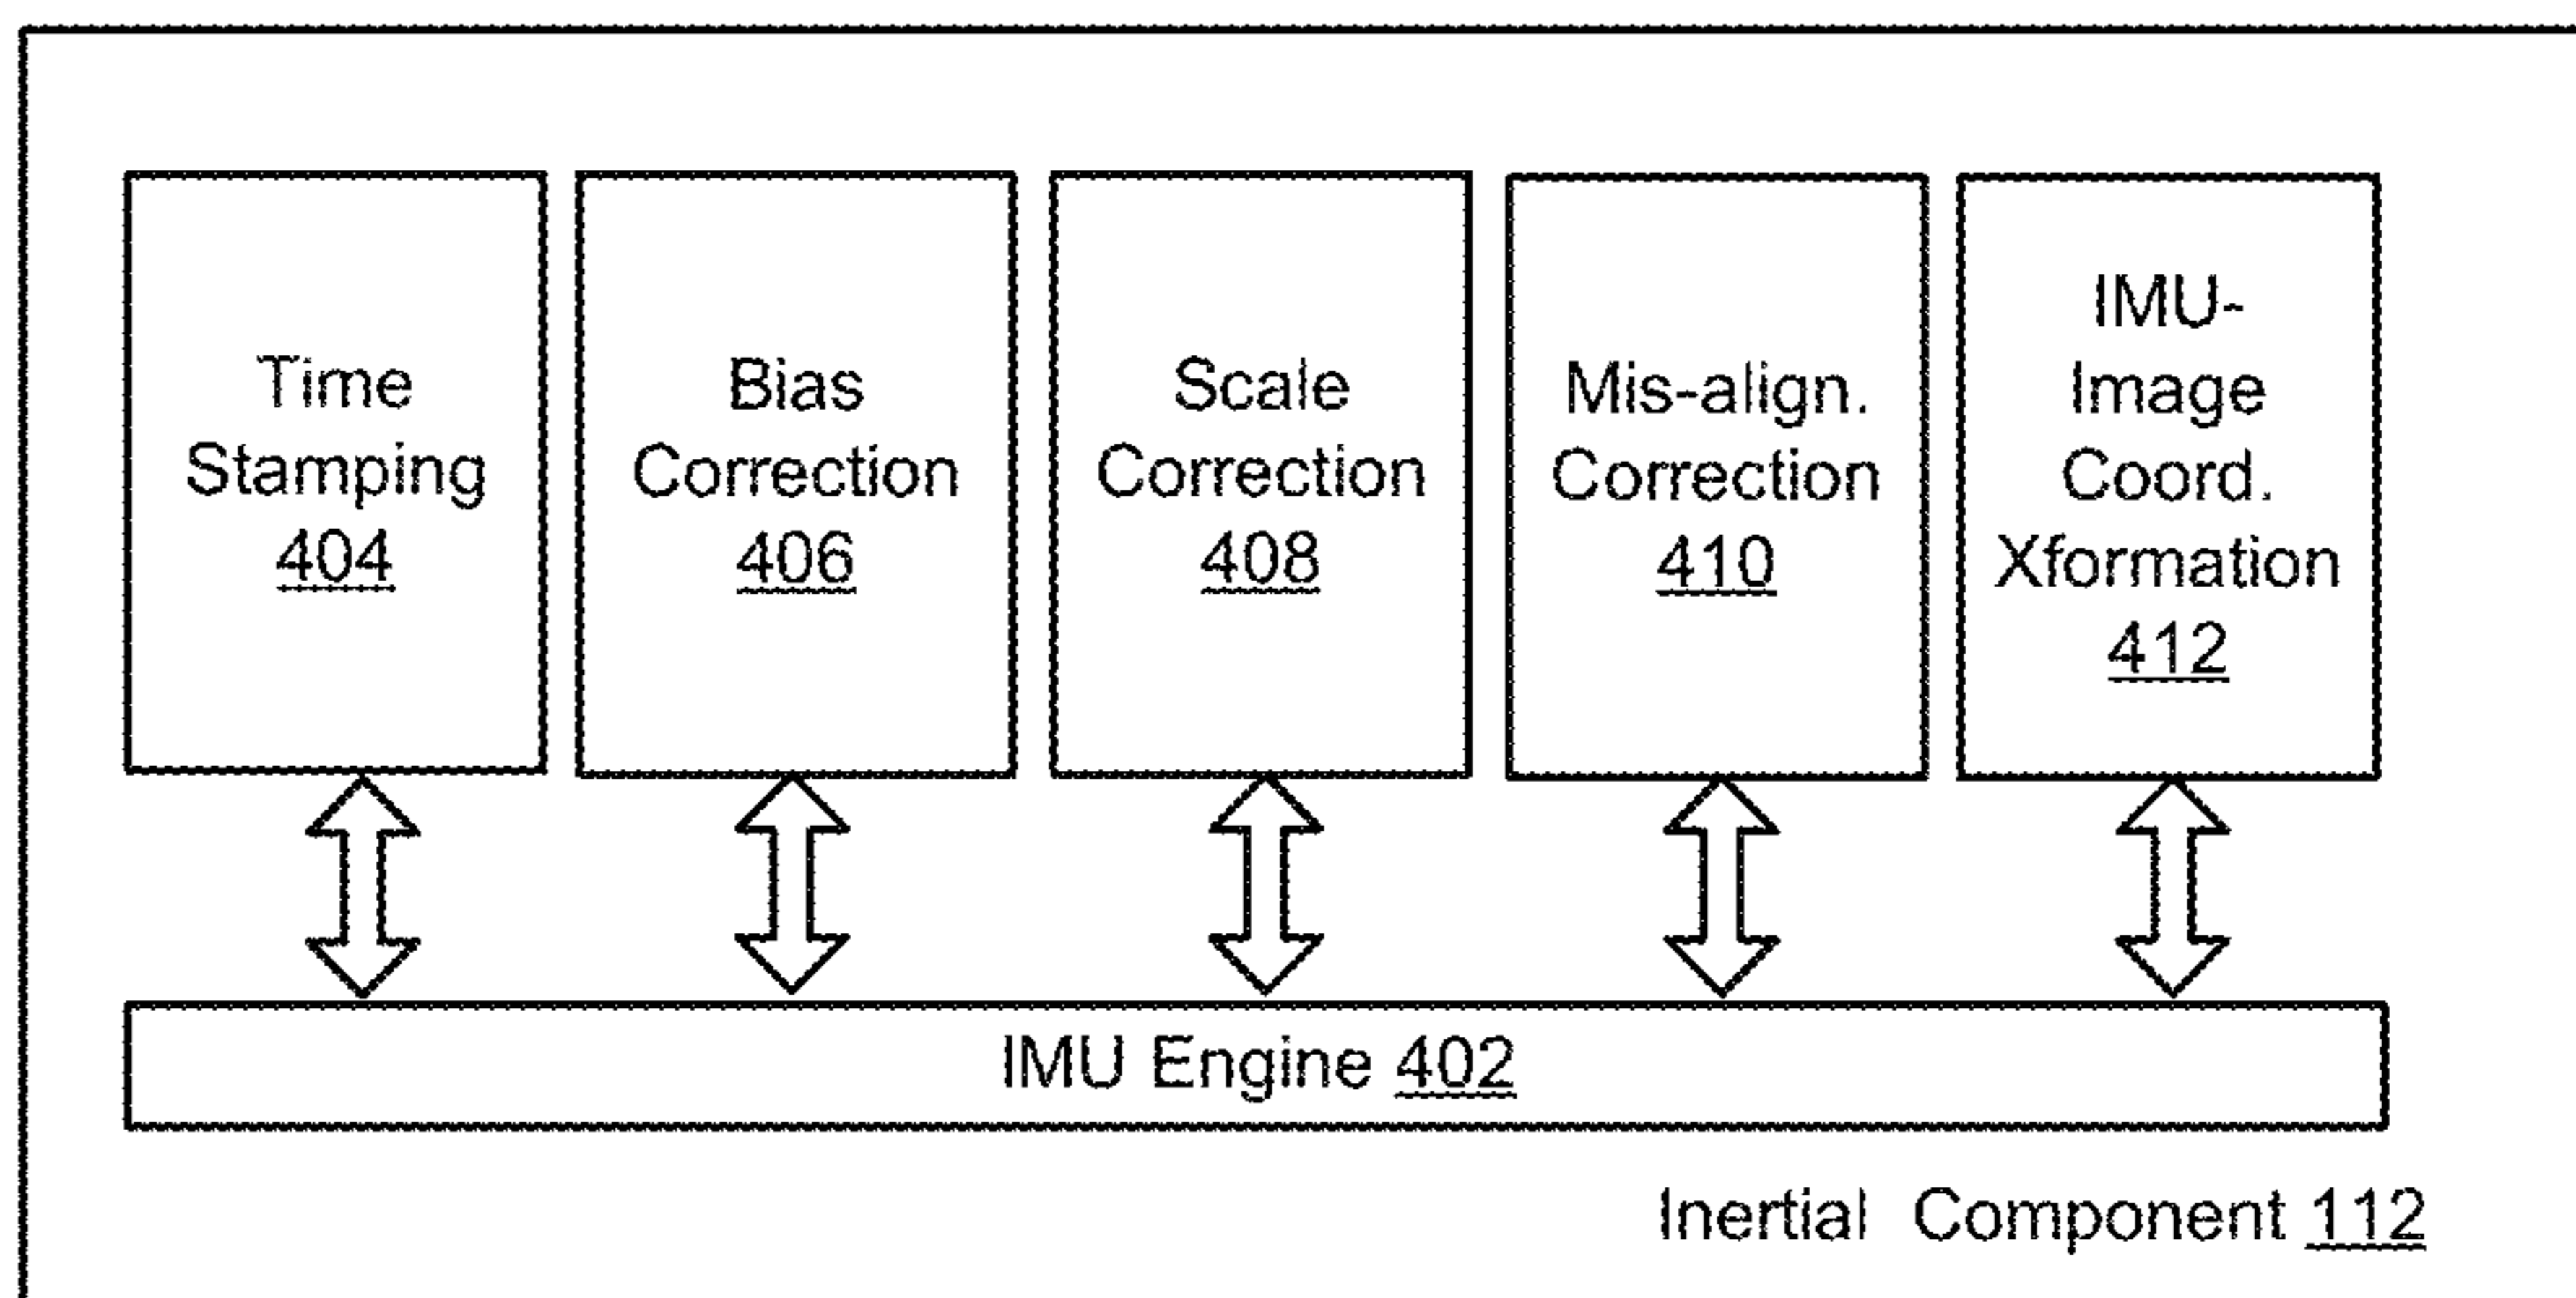 Time
Stamping
404
Bias
Correction
406
Scale
Correction
408
Mis-align.
Correction
410
IMU-
Image
Coord.
Xformation
412
IMU Engine 402
Inertial Component 112